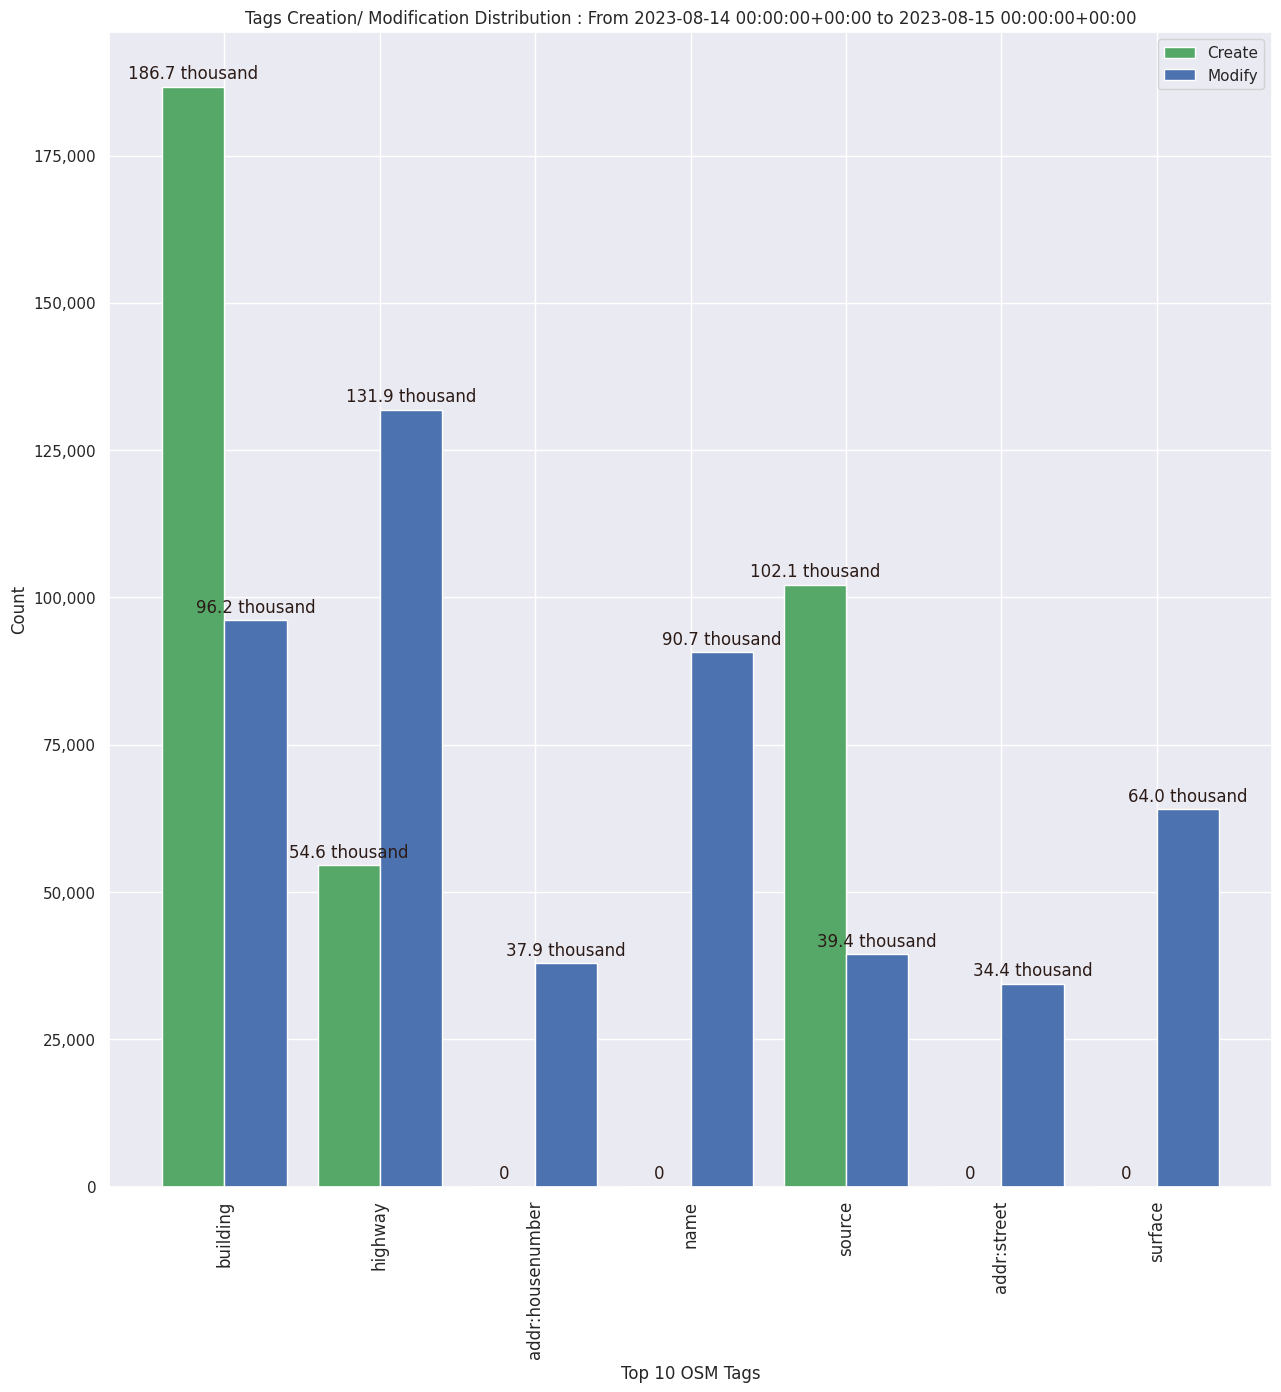 Tags Creation/ Modification Distribution : From 2023-08-14 00:00:00+00:00 to 2023-08-15 00:00:00+00:00
Create
Modify
186.7 thousand
96.2 thousand
54.6 thousand
131.9 thousand
0
37.9 thousand
0
90.7 thousand
102.1 thousand
39.4 thousand
0
34.4 thousand
0
64.0 thousand
175,000
150,000
125,000
100,000
75,000
50,000
25,000
0
Count
building
highway
addr:housenumber
name
source
addr:street
surface
Top 10 OSM Tags